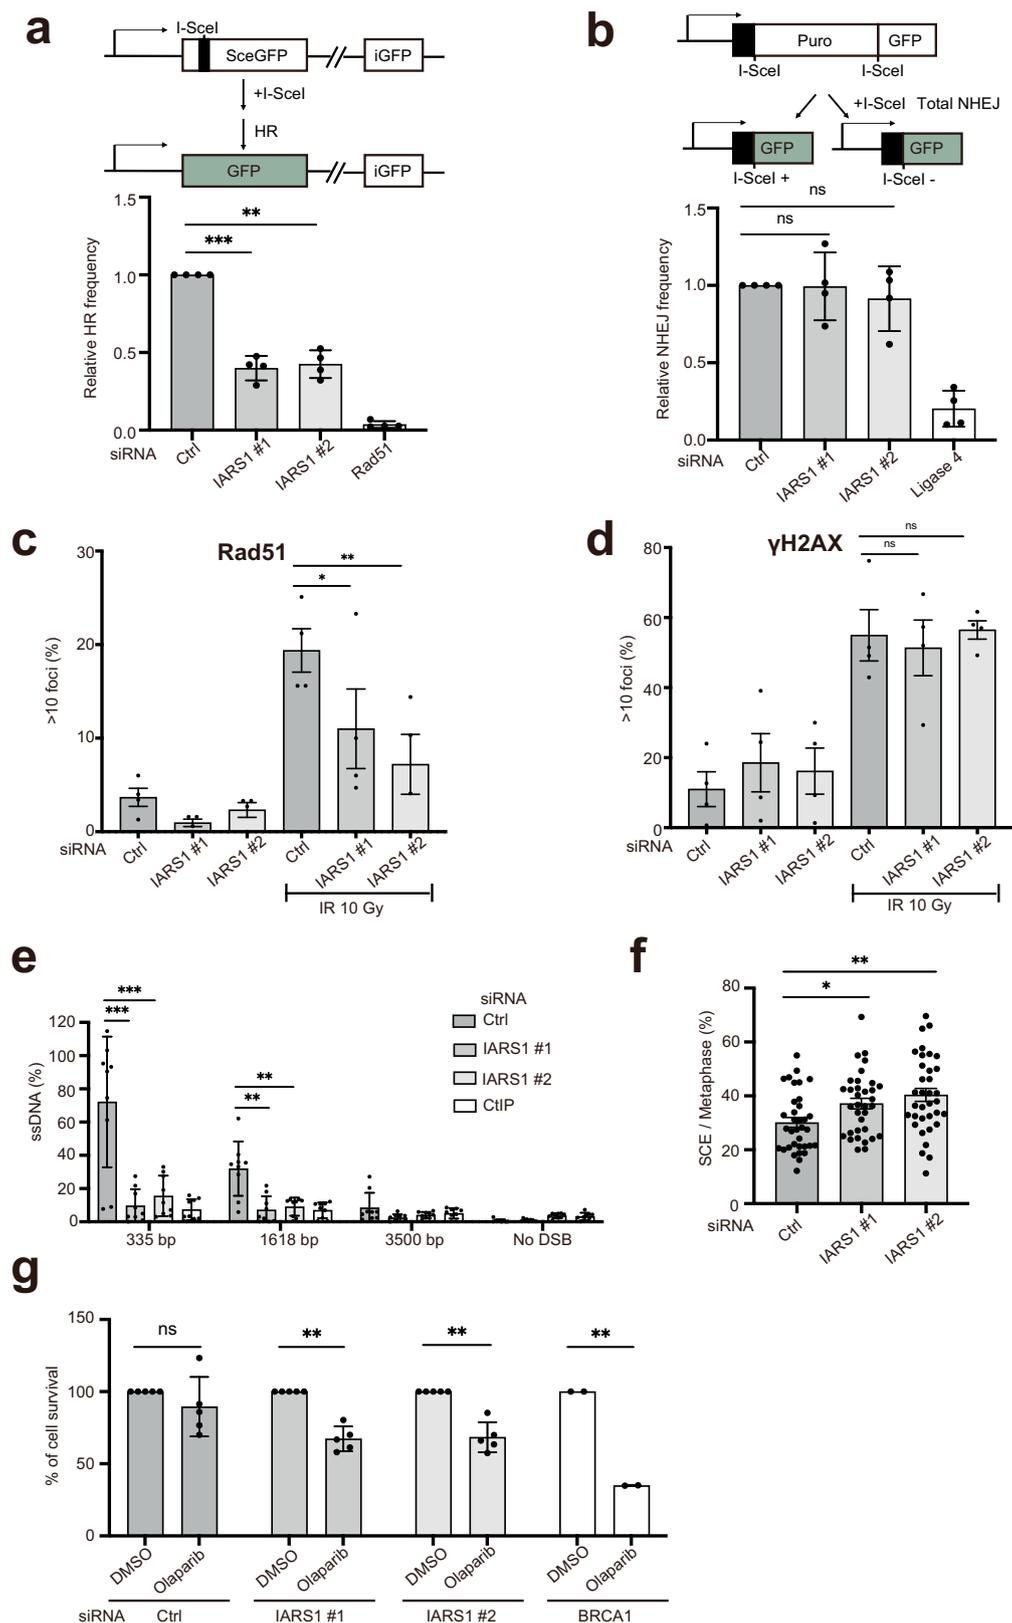 a
I-SceI
SceGFP
iGFP
+I-SceI
HR
GFP
iGFP
1.5
1.0
0.5
0.0
Relative HR frequency
**
***
siRNA
Ctrl
IARS1 #1
IARS1 #2
Rad51
b
Puro
GFP
I-SceI
I-SceI
+I-SceI Total NHEJ
GFP
GFP
I-SceI +
I-SceI -
1.5
1.0
0.5
0.0
Relative NHEJ frequency
ns
ns
siRNA
Ctrl
IARS1 #1
IARS1 #2
Ligase 4
c
Rad51
30
20
10
0
>10 foci (%)
**
*
siRNA
Ctrl
IARS1 #1
IARS1 #2
Ctrl
IARS1 #1
IARS1 #2
IR 10 Gy
d
γH2AX
80
60
40
20
0
>10 foci (%)
ns
ns
siRNA
Ctrl
IARS1 #1
IARS1 #2
Ctrl
IARS1 #1
IARS1 #2
IR 10 Gy
e
120
100
80
60
40
20
0
ssDNA (%)
***
***
**
**
siRNA
Ctrl
IARS1 #1
IARS1 #2
CtIP
335 bp
1618 bp
3500 bp
No DSB
f
80
60
40
20
0
SCE / Metaphase (%)
**
*
siRNA
Ctrl
IARS1 #1
IARS1 #2
g
150
100
50
0
% of cell survival
ns
**
**
**
DMSO
Olaparib
DMSO
Olaparib
DMSO
Olaparib
DMSO
Olaparib
siRNA
Ctrl
IARS1 #1
IARS1 #2
BRCA1